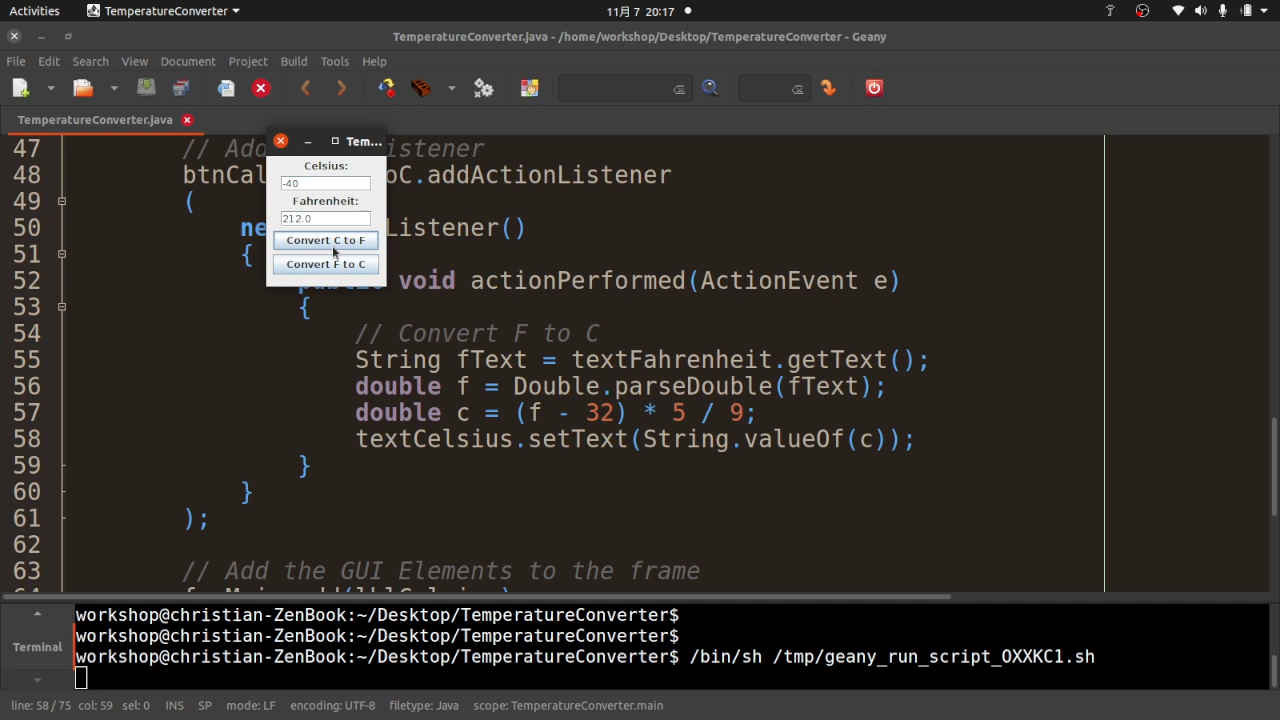 Activities TemperatureConverter 11月 7 20:17
TemperatureConverter.java - /home/workshop/Desktop/TemperatureConverter - Geany
File Edit Search View Document Project Build Tools Help
TemperatureConverter.java
Tem...
Celsius:
-40
Fahrenheit:
212.0
Convert C to F
Convert F to C
47 // Add istener
48 btnCal oC.addActionListener
49 (
50 ne Listener()
51 {
52 public void actionPerformed(ActionEvent e)
53 {
54 // Convert F to C
55 String fText = textFahrenheit.getText();
56 double f = Double.parseDouble(fText);
57 double c = (f - 32) * 5 / 9;
58 textCelsius.setText(String.valueOf(c));
59 }
60 }
61 );
62
63 // Add the GUI Elements to the frame
Terminal
workshop@christian-ZenBook:~/Desktop/TemperatureConverter$
workshop@christian-ZenBook:~/Desktop/TemperatureConverter$
workshop@christian-ZenBook:~/Desktop/TemperatureConverter$ /bin/sh /tmp/geany_run_script_OXXKC1.sh
line: 58 / 75 col: 59 sel: 0 INS SP mode: LF encoding: UTF-8 filetype: Java scope: TemperatureConverter.main